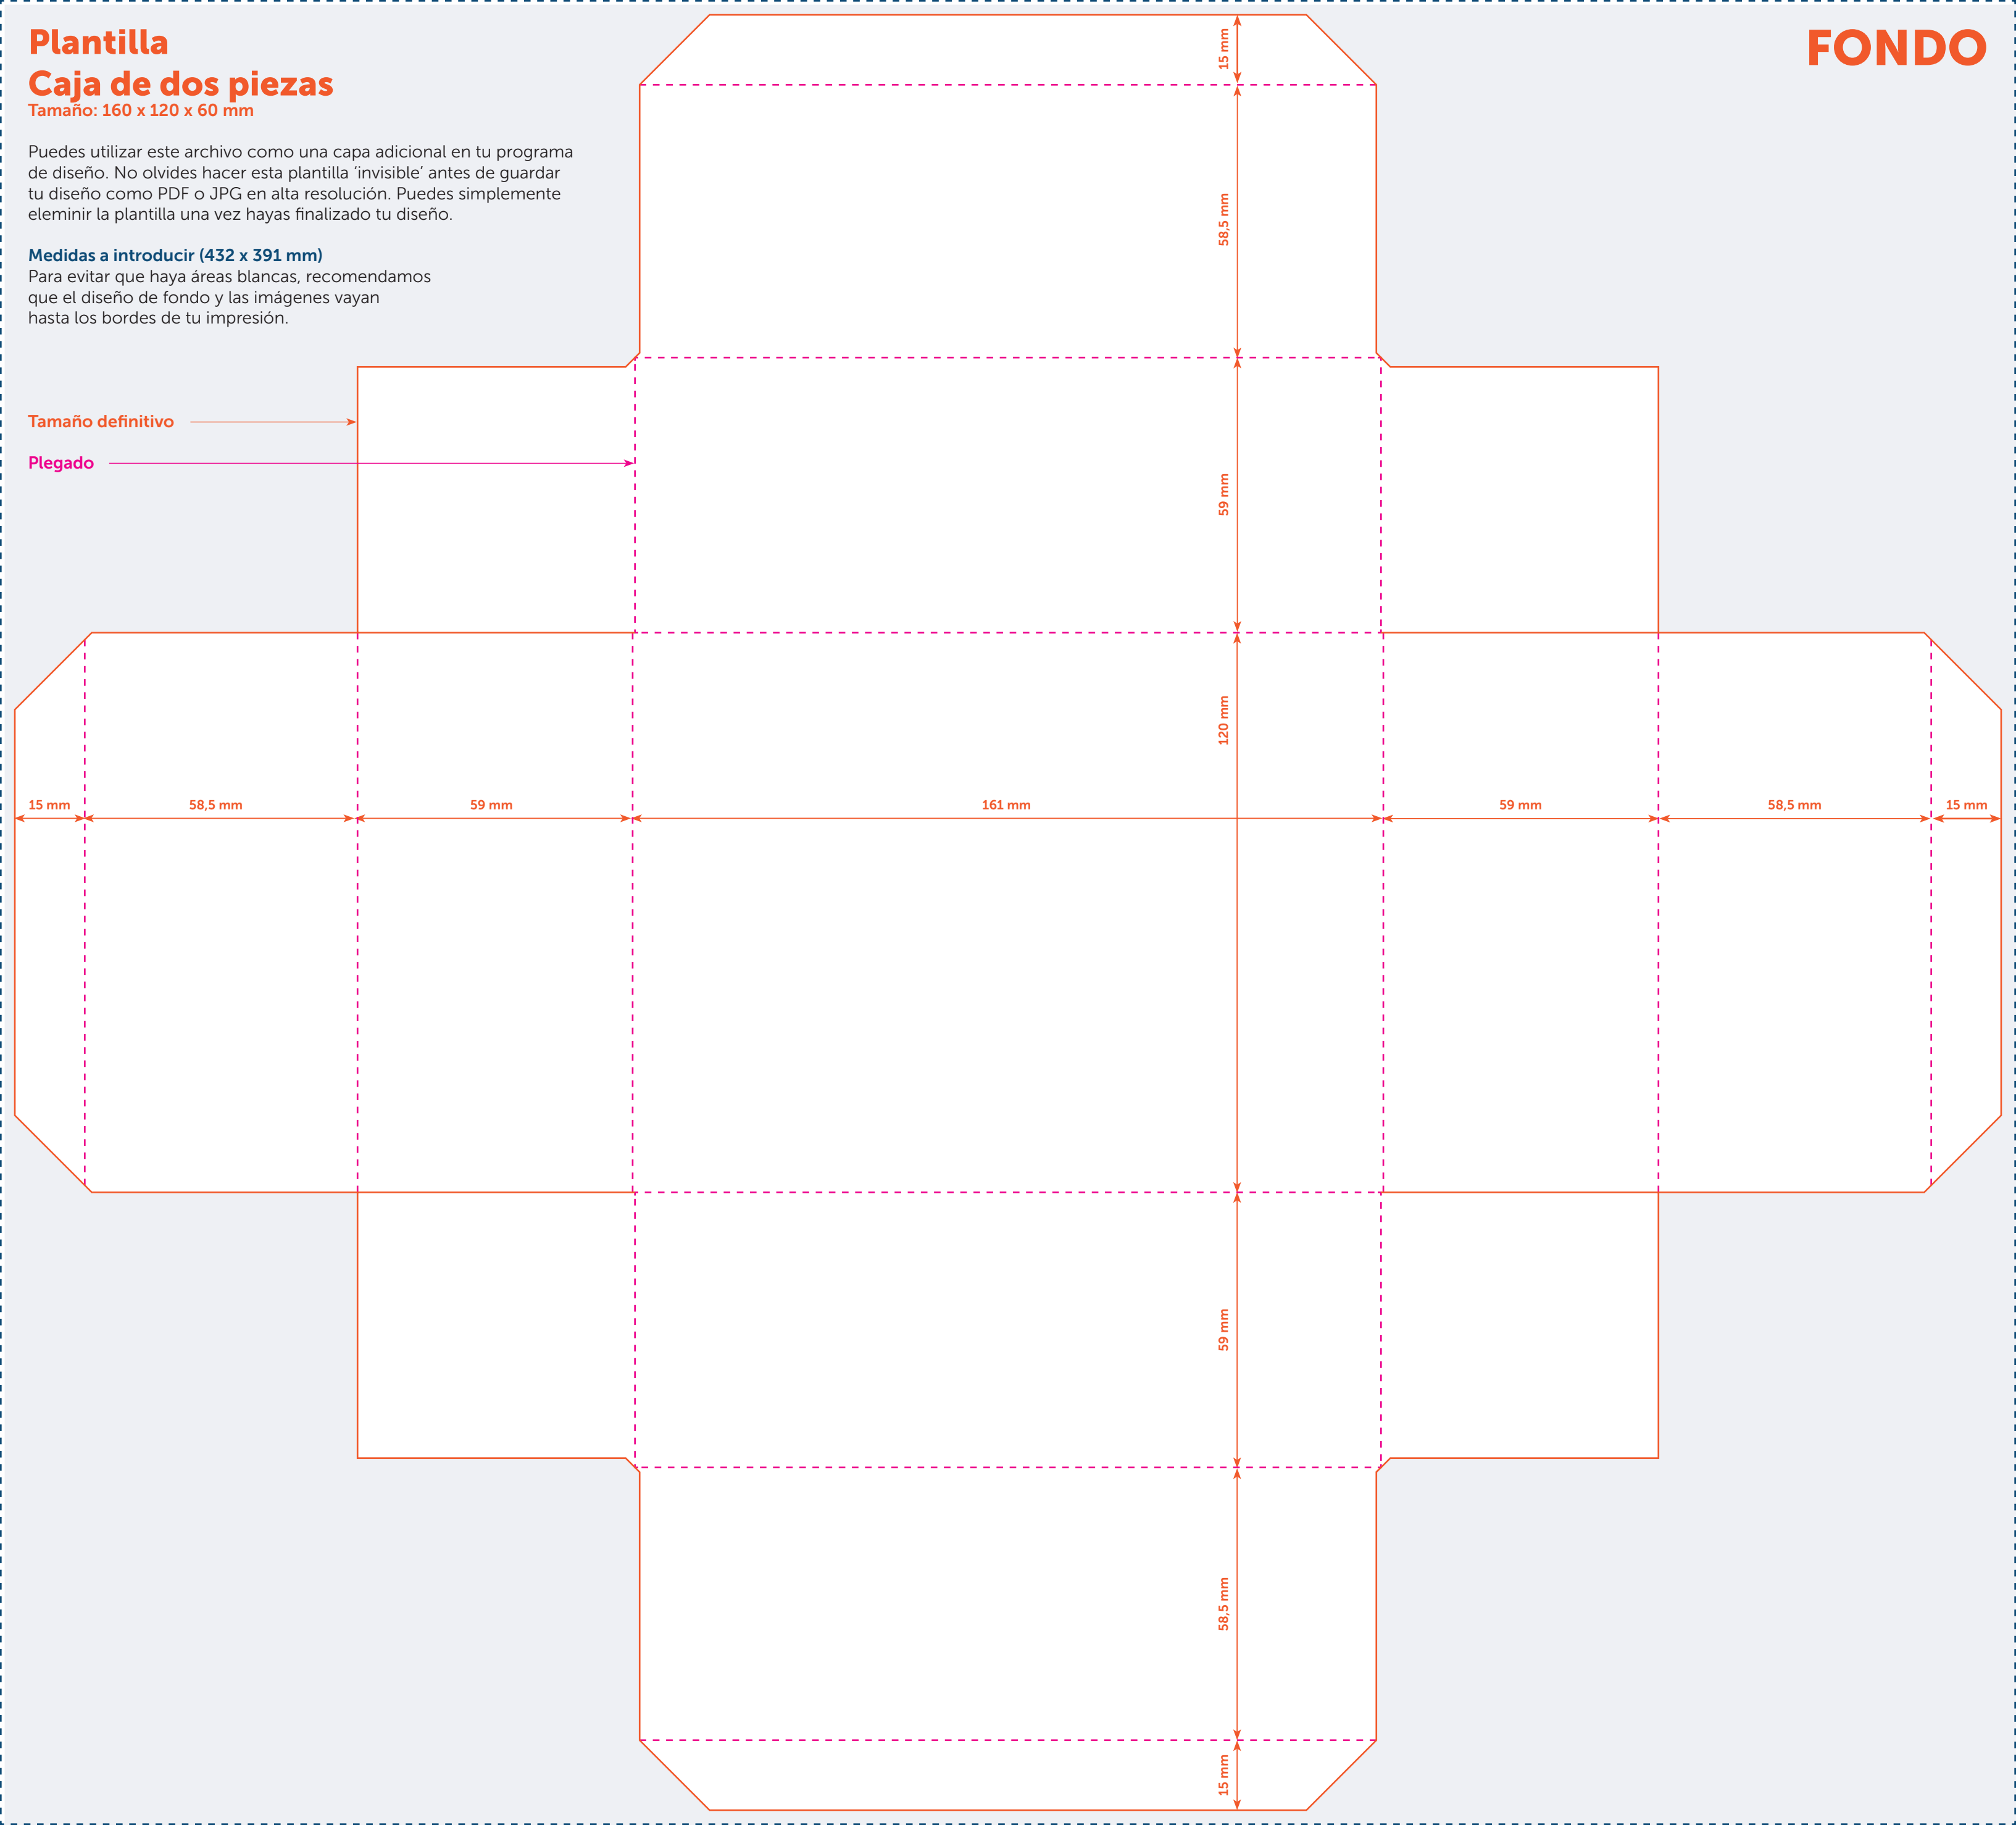 Plantilla
Caja de dos piezas
Tamaño: 160 x 120 x 60 mm
FONDO
Puedes utilizar este archivo como una capa adicional en tu programa
de diseño. No olvides hacer esta plantilla ‘invisible’ antes de guardar
tu diseño como PDF o JPG en alta resolución. Puedes simplemente
eleminir la plantilla una vez hayas finalizado tu diseño.
Medidas a introducir (432 x 391 mm)
Para evitar que haya áreas blancas, recomendamos
que el diseño de fondo y las imágenes vayan
hasta los bordes de tu impresión.
Tamaño definitivo
Plegado
15 mm
58,5 mm
59 mm
120 mm
15 mm
58,5 mm
59 mm
161 mm
59 mm
58,5 mm
15 mm
59 mm
58,5 mm
15 mm